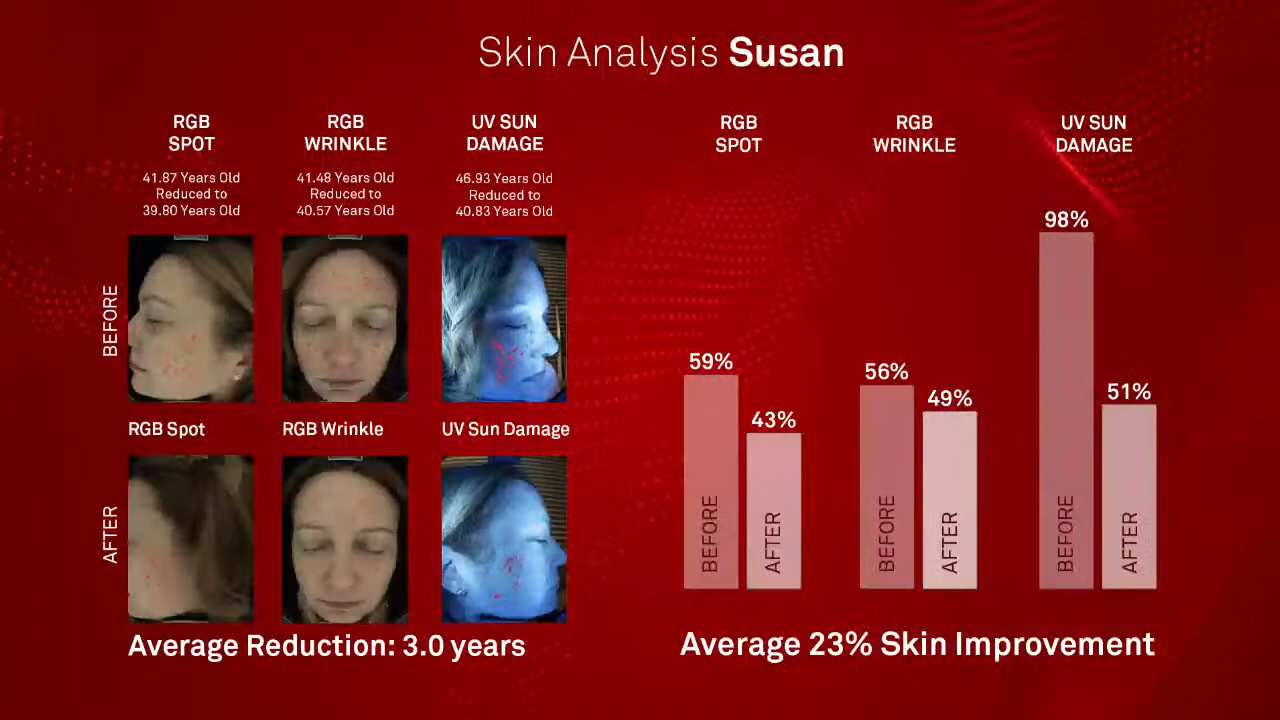 Skin Analysis Susan
RGB
SPOT
41.87 Years Old
Reduced to
39.80 Years Old
RGB
WRINKLE
41.48 Years Old
Reduced to
40.57 Years Old
UV SUN
DAMAGE
46.93 Years Old
Reduced to
40.83 Years Old
BEFORE
RGB Spot
RGB Wrinkle
UV Sun Damage
AFTER
Average Reduction: 3.0 years
RGB
SPOT
59%
BEFORE
43%
AFTER
RGB
WRINKLE
56%
BEFORE
49%
AFTER
UV SUN
DAMAGE
98%
BEFORE
51%
AFTER
Average 23% Skin Improvement